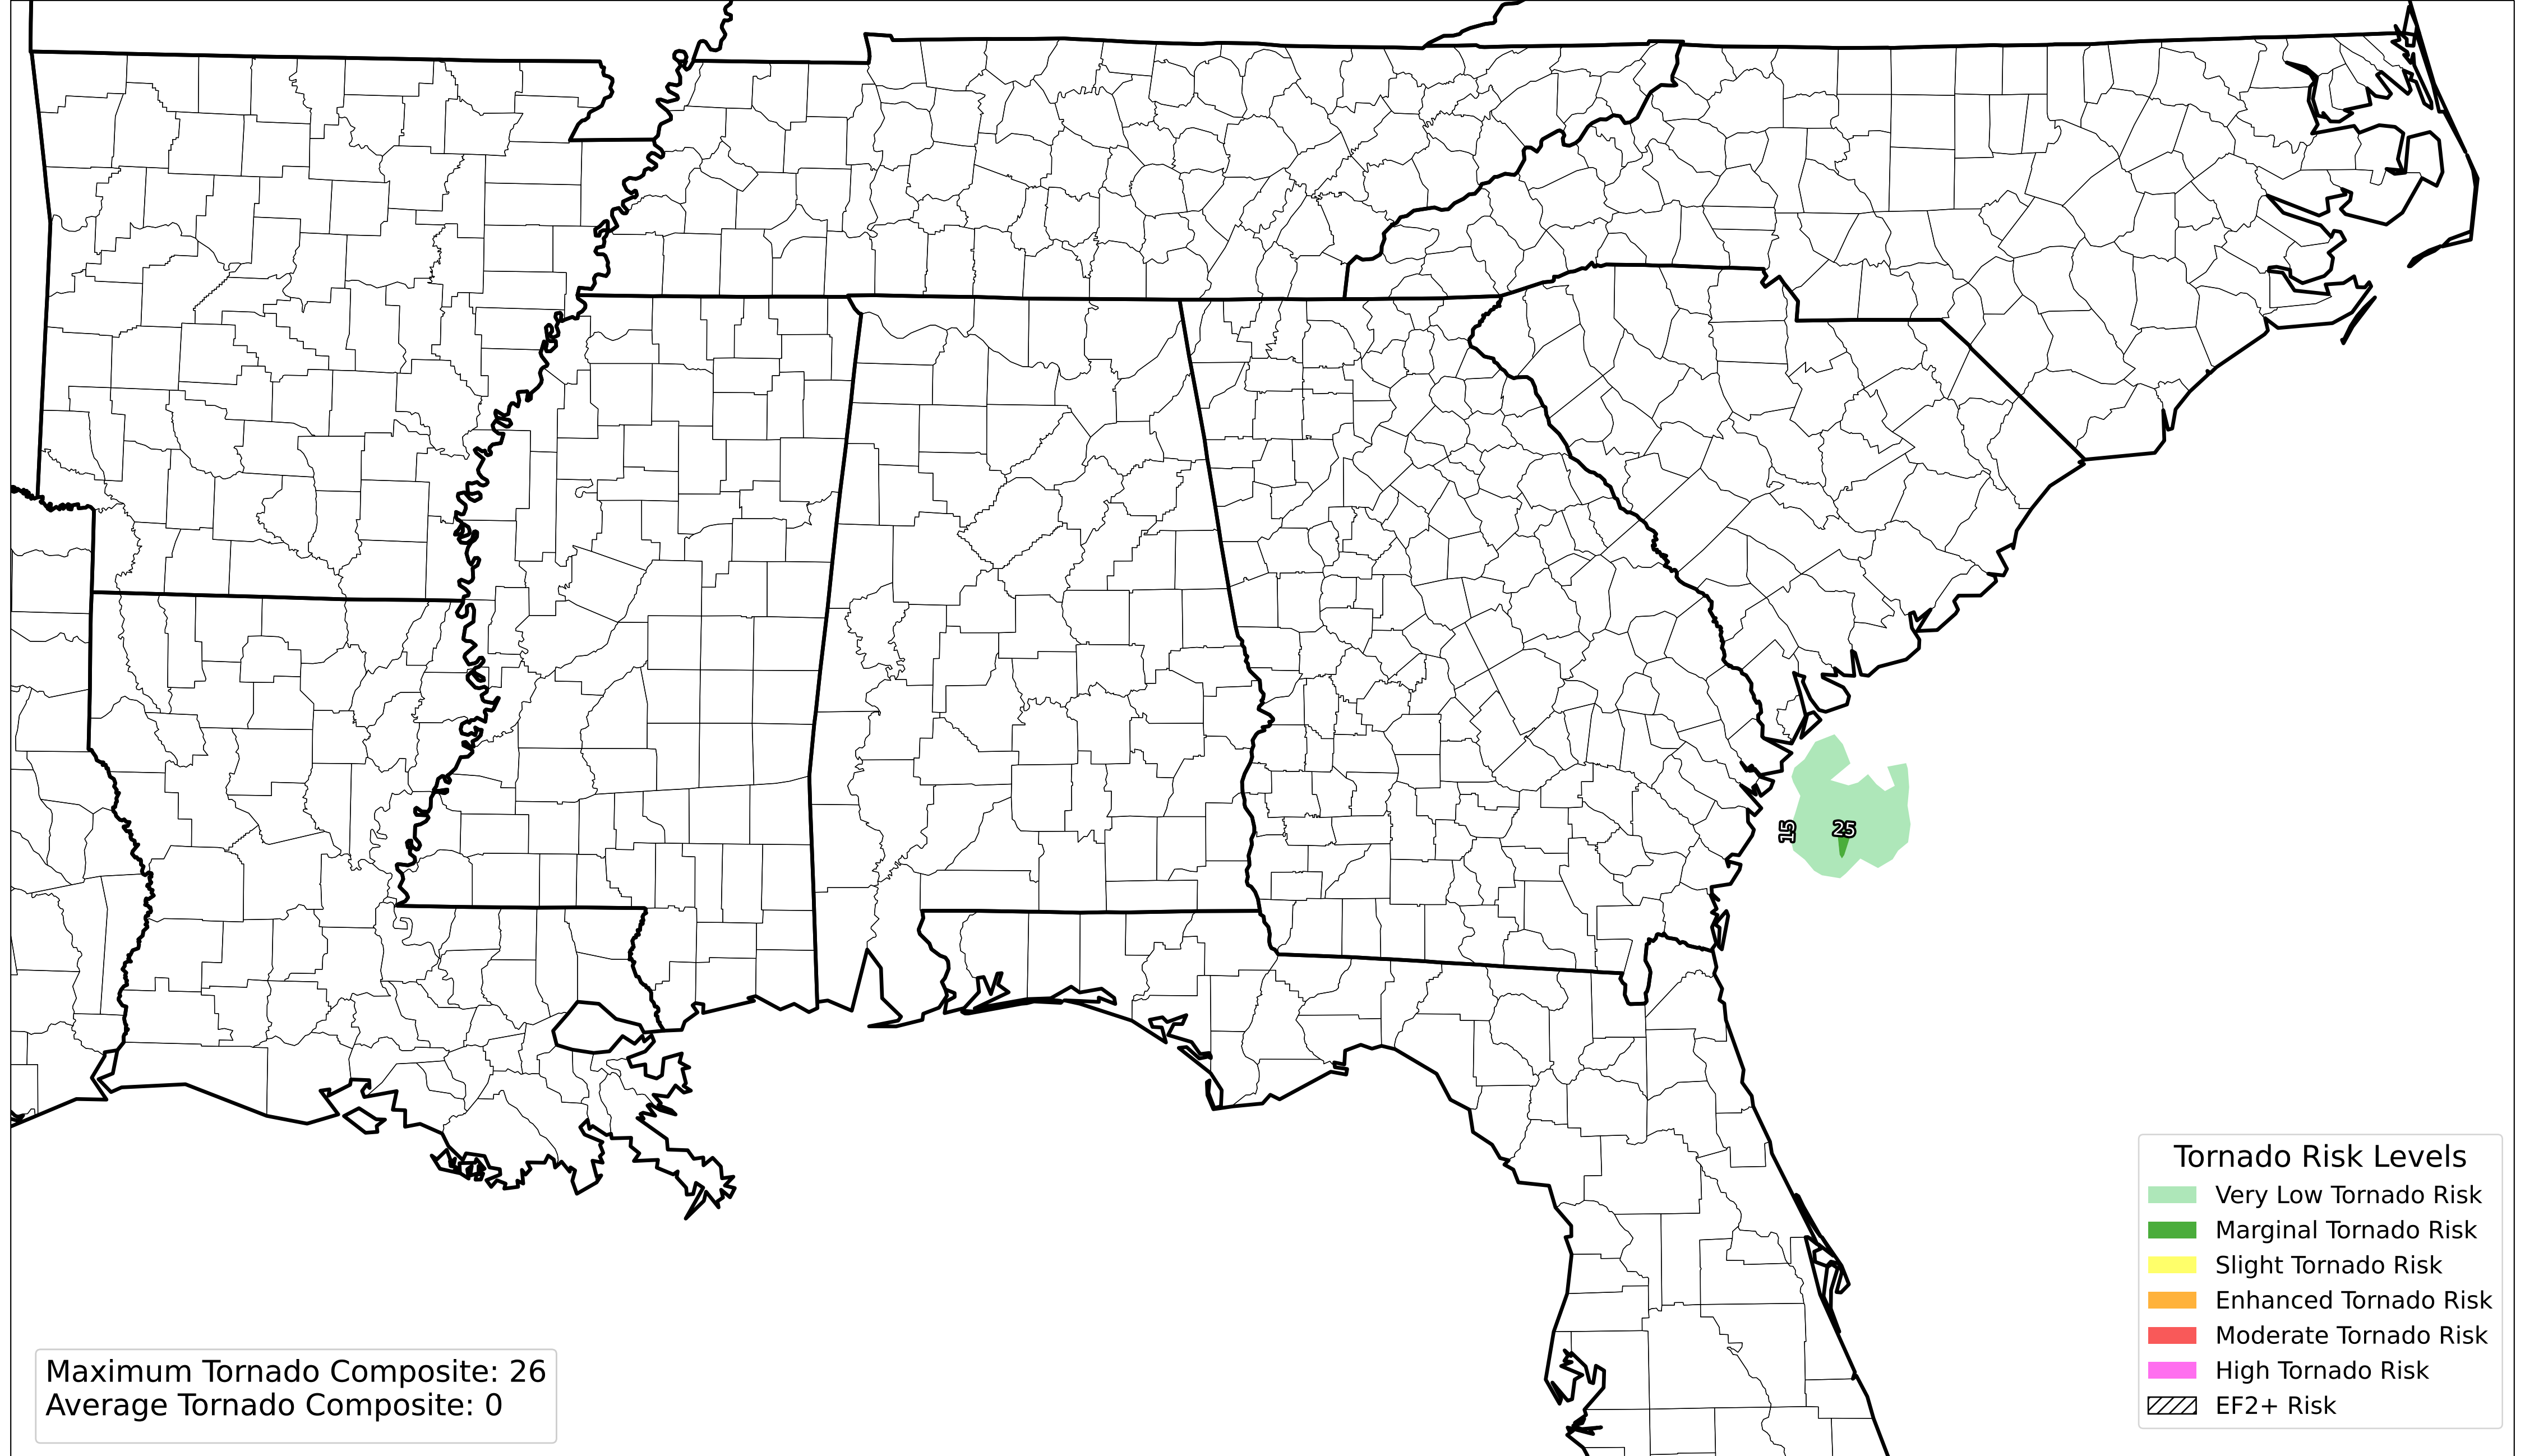 15
25
Tornado Risk Levels
Very Low Tornado Risk
Marginal Tornado Risk
Slight Tornado Risk
Enhanced Tornado Risk
Moderate Tornado Risk
High Tornado Risk
EF2+ Risk
Maximum Tornado Composite: 26
Average Tornado Composite: 0